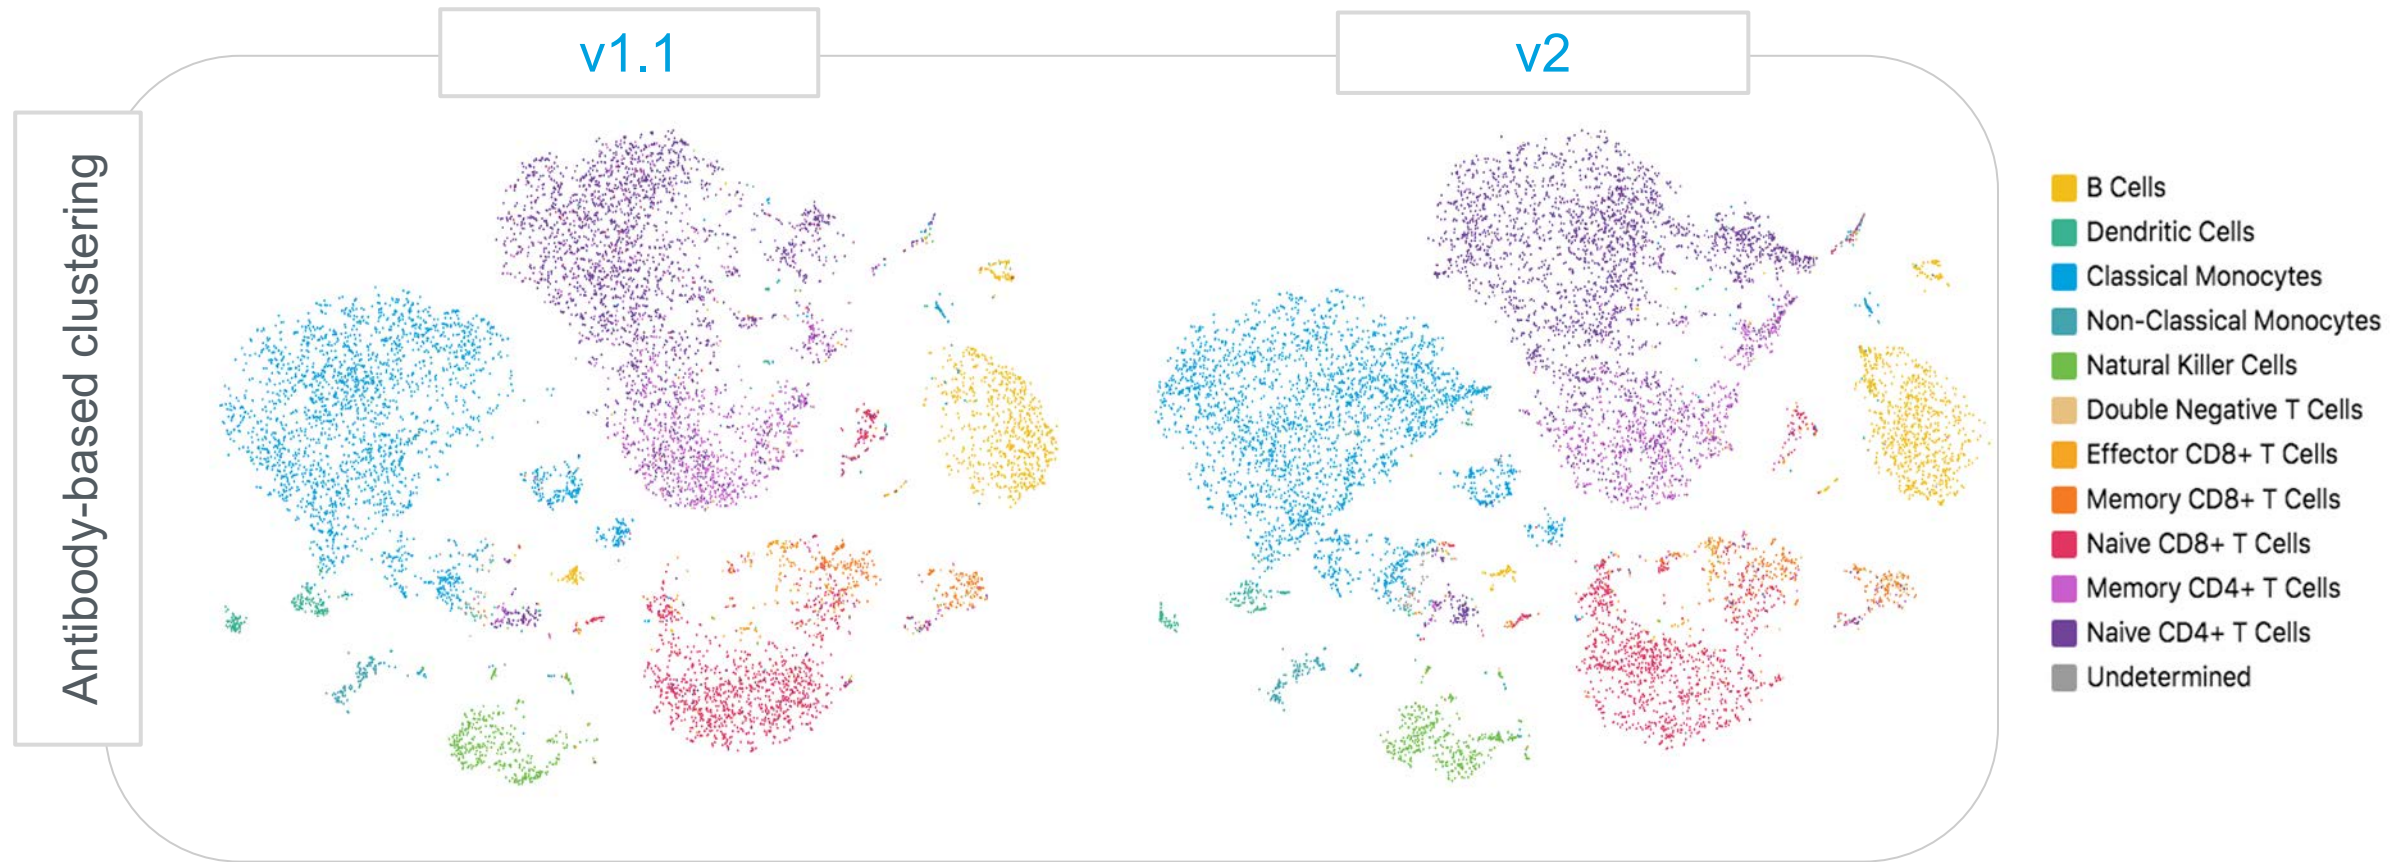 v1.1
v2
Antibody-based clustering
B Cells
Dendritic Cells
Classical Monocytes
Non-Classical Monocytes
Natural Killer Cells
Double Negative T Cells
Effector CD8+ T Cells
Memory CD8+ T Cells
Naive CD8+ T Cells
Memory CD4+ T Cells
Naive CD4+ T Cells
Undetermined